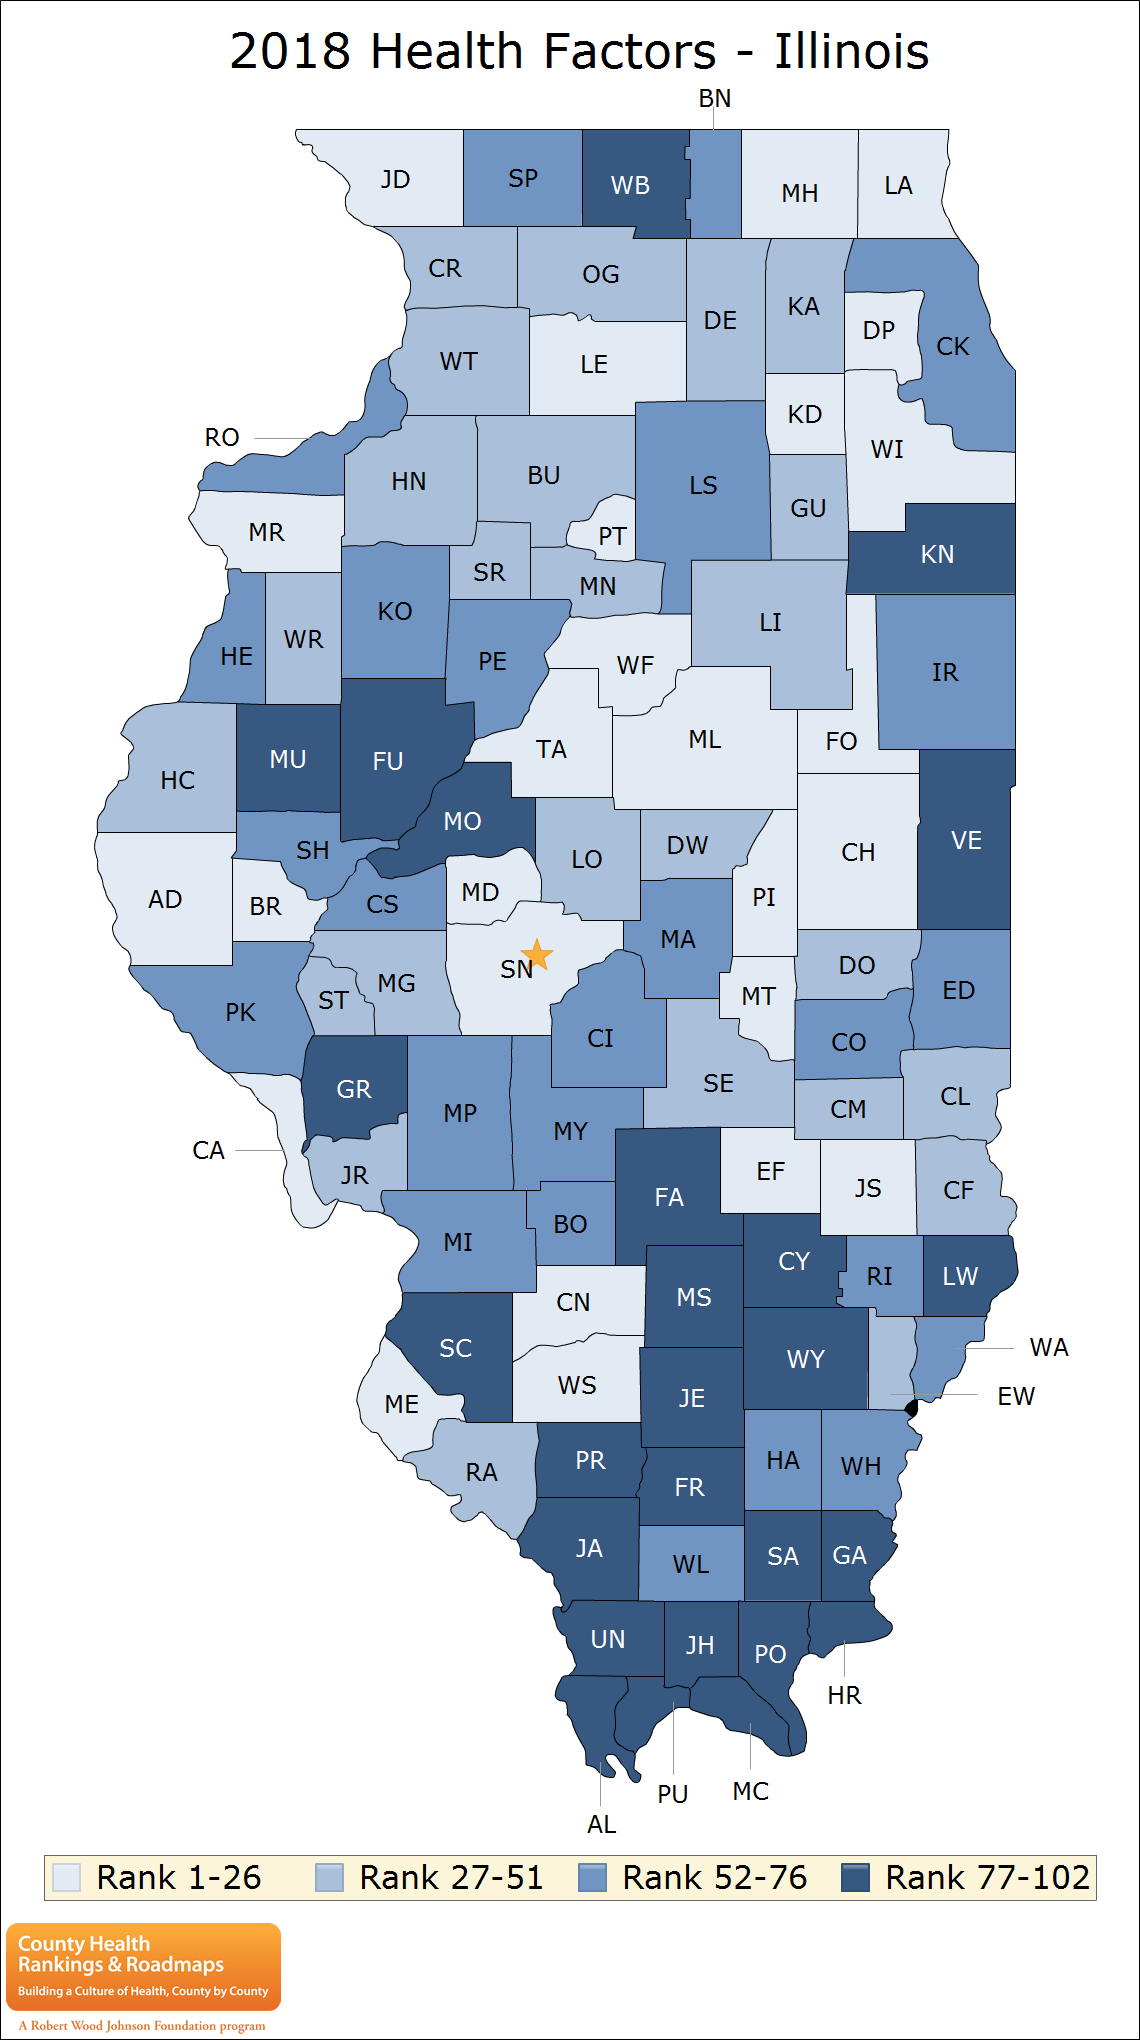 2018 Health Factors - Illinois
BN
JD SP WB MH LA
CR OG DE KA DP CK
WT LE
KD
RO WI
HN BU LS GU
MR PT KN
SR MN
KO LI
HE WR PE WF IR
HC MU FU TA ML FO
MO VE
SH LO DW CH
AD BR CS MD PI
MA
SN DO
PK ST MG MT ED
CI CO
GR MP SE CM CL
MY
CA JR EF JS CF
FA
MI BO CY RI LW
CN MS
SC WY WA
ME WS JE EW
RA PR FR HA WH
JA WL SA GA
UN JH PO
HR
PU MC
AL
Rank 1-26 Rank 27-51 Rank 52-76 Rank 77-102
County Health
Rankings & Roadmaps
Building a Culture of Health, County by County
A Robert Wood Johnson Foundation program